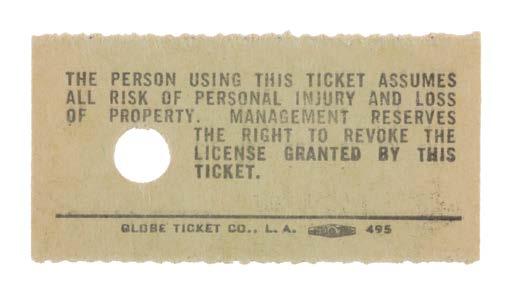 THE PERSON USING THIS TICKET ASSUMES
ALL RISK OF PERSONAL INJURY AND LOSS
OF PROPERTY. MANAGEMENT RESERVES
THE RIGHT TO REVOKE THE
LICENSE GRANTED BY THIS
TICKET.
GLOBE TICKET CO., L. A. 495